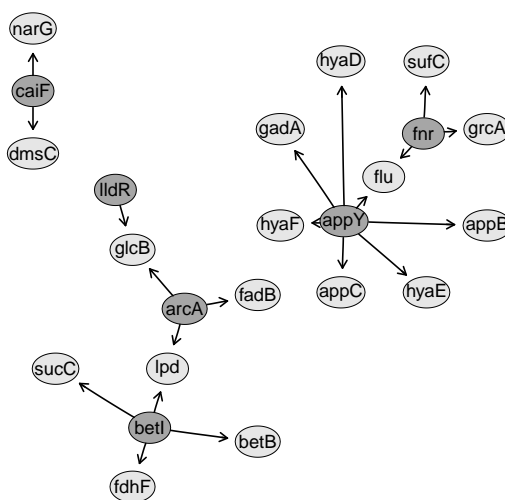 narG
hyaD
sufC
caiF
gadA
fnr
grcA
dmsC
flu
lldR
hyaF
appY
appB
glcB
appC
hyaE
fadB
arcA
sucC
lpd
betI
betB
fdhF